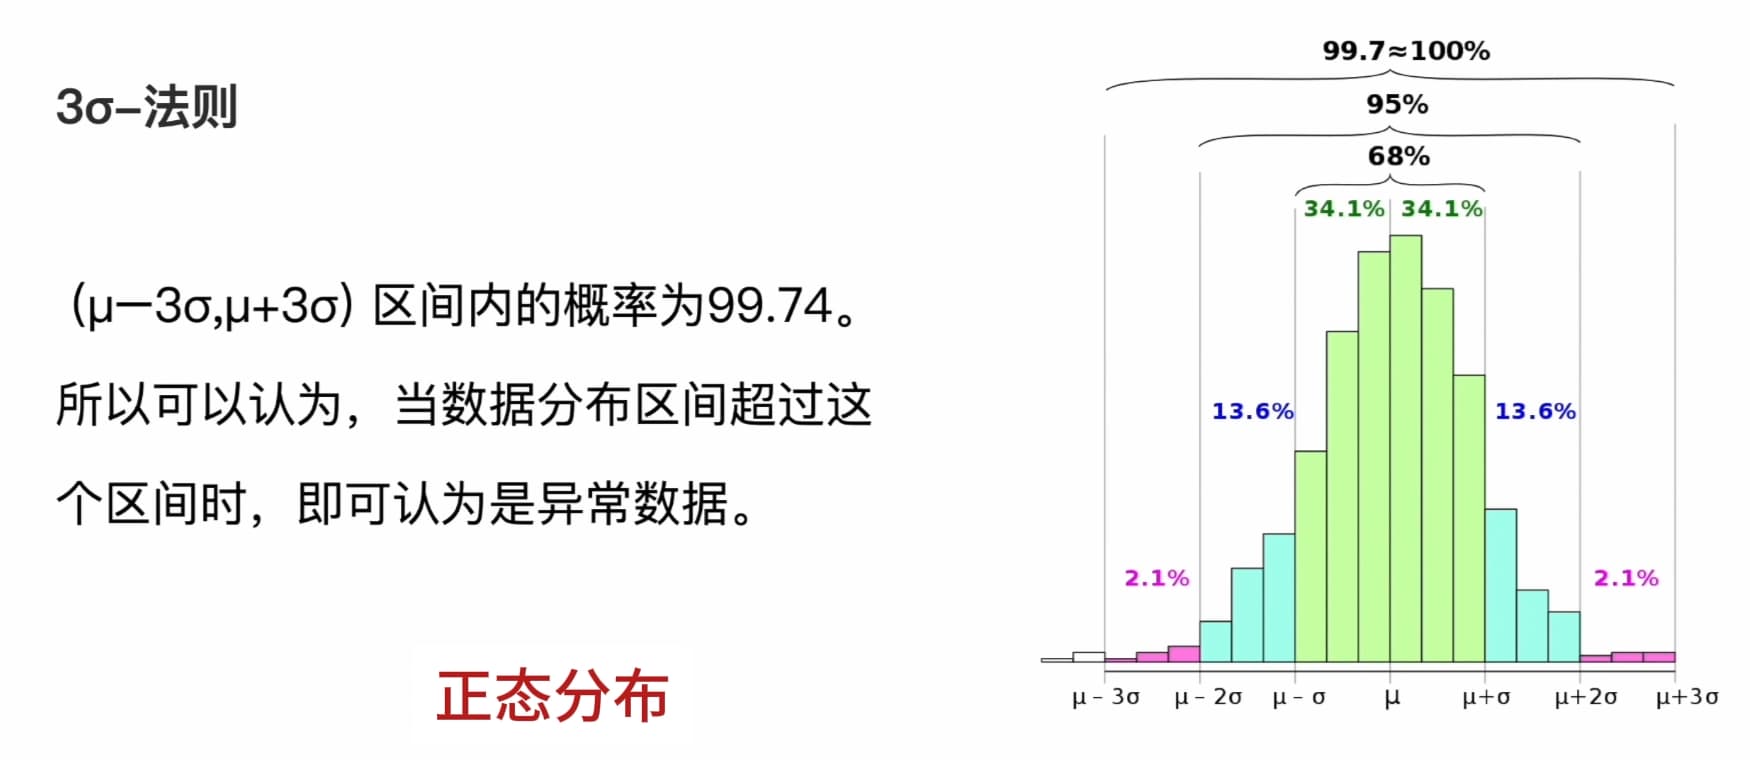 3σ-法则
(μ—3σ,μ+3σ) 区间内的概率为99.74。
所以可以认为，当数据分布区间超过这
个区间时，即可认为是异常数据。
正态分布
99.7≈100%
95%
68%
34.1% 34.1%
13.6% 13.6%
2.1% 2.1%
μ - 3σ μ - 2σ μ - σ μ μ+σ μ+2σ μ+3σ